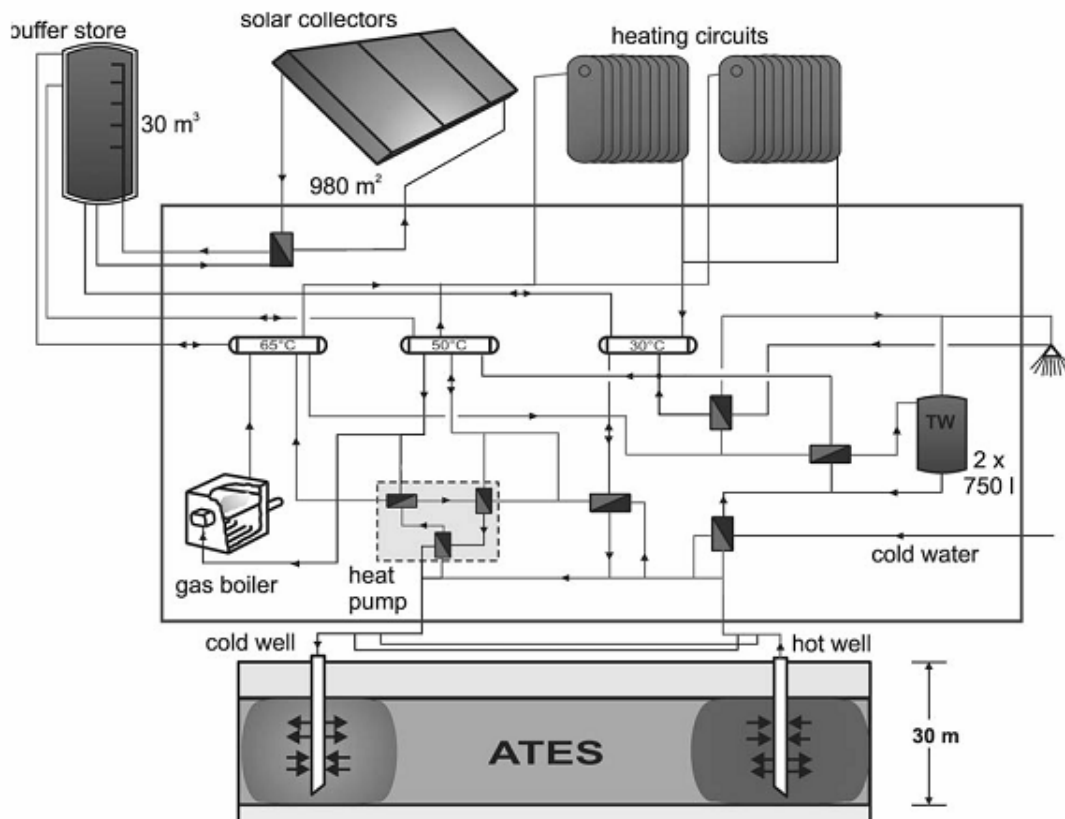 buffer store
solar collectors
heating circuits
30 m³
980 m²
65°C
50°C
30°C
TW
2 x
750 l
gas boiler
heat
pump
cold water
cold well
hot well
ATES
30 m